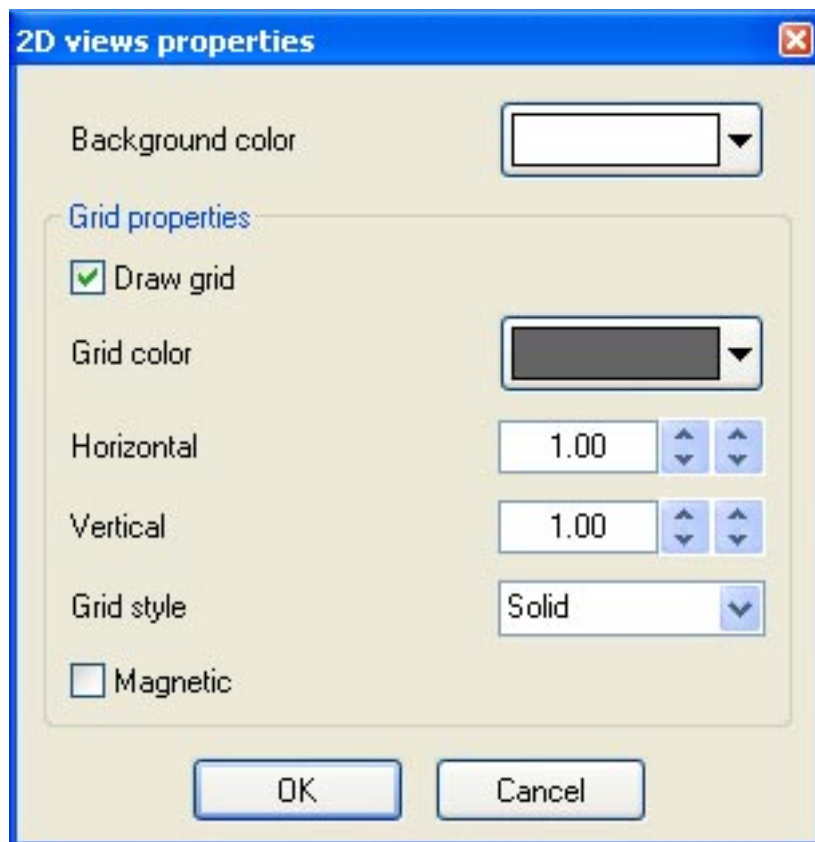 2D views properties
Background color
Grid properties
Draw grid
Grid color
Horizontal 1.00
Vertical 1.00
Grid style Solid
Magnetic
OK Cancel